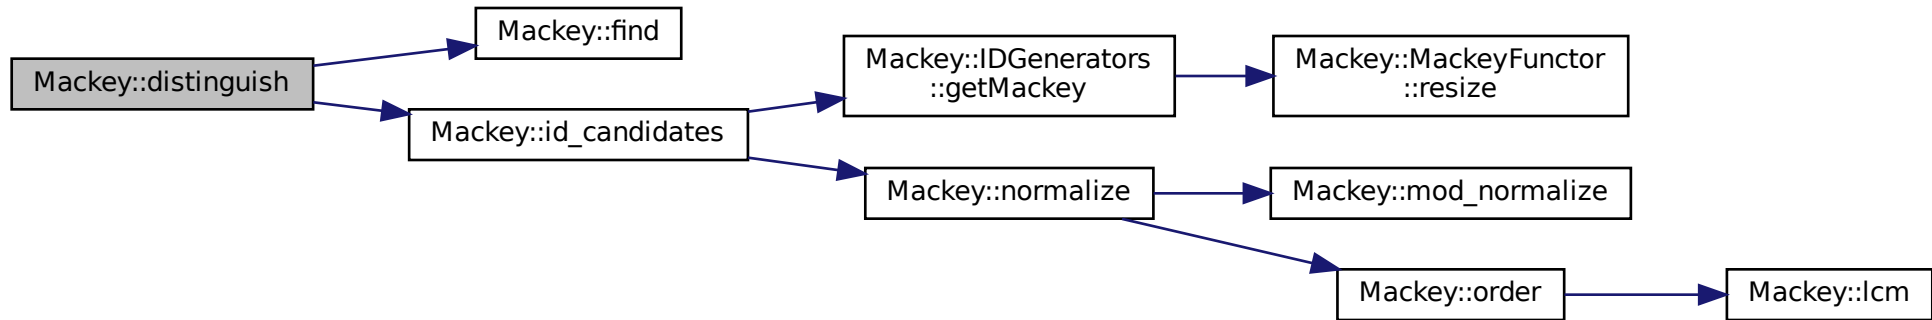 Mackey::distinguish
Mackey::find
Mackey::id_candidates
Mackey::IDGenerators
::getMackey
Mackey::MackeyFunctor
::resize
Mackey::normalize
Mackey::mod_normalize
Mackey::order
Mackey::lcm